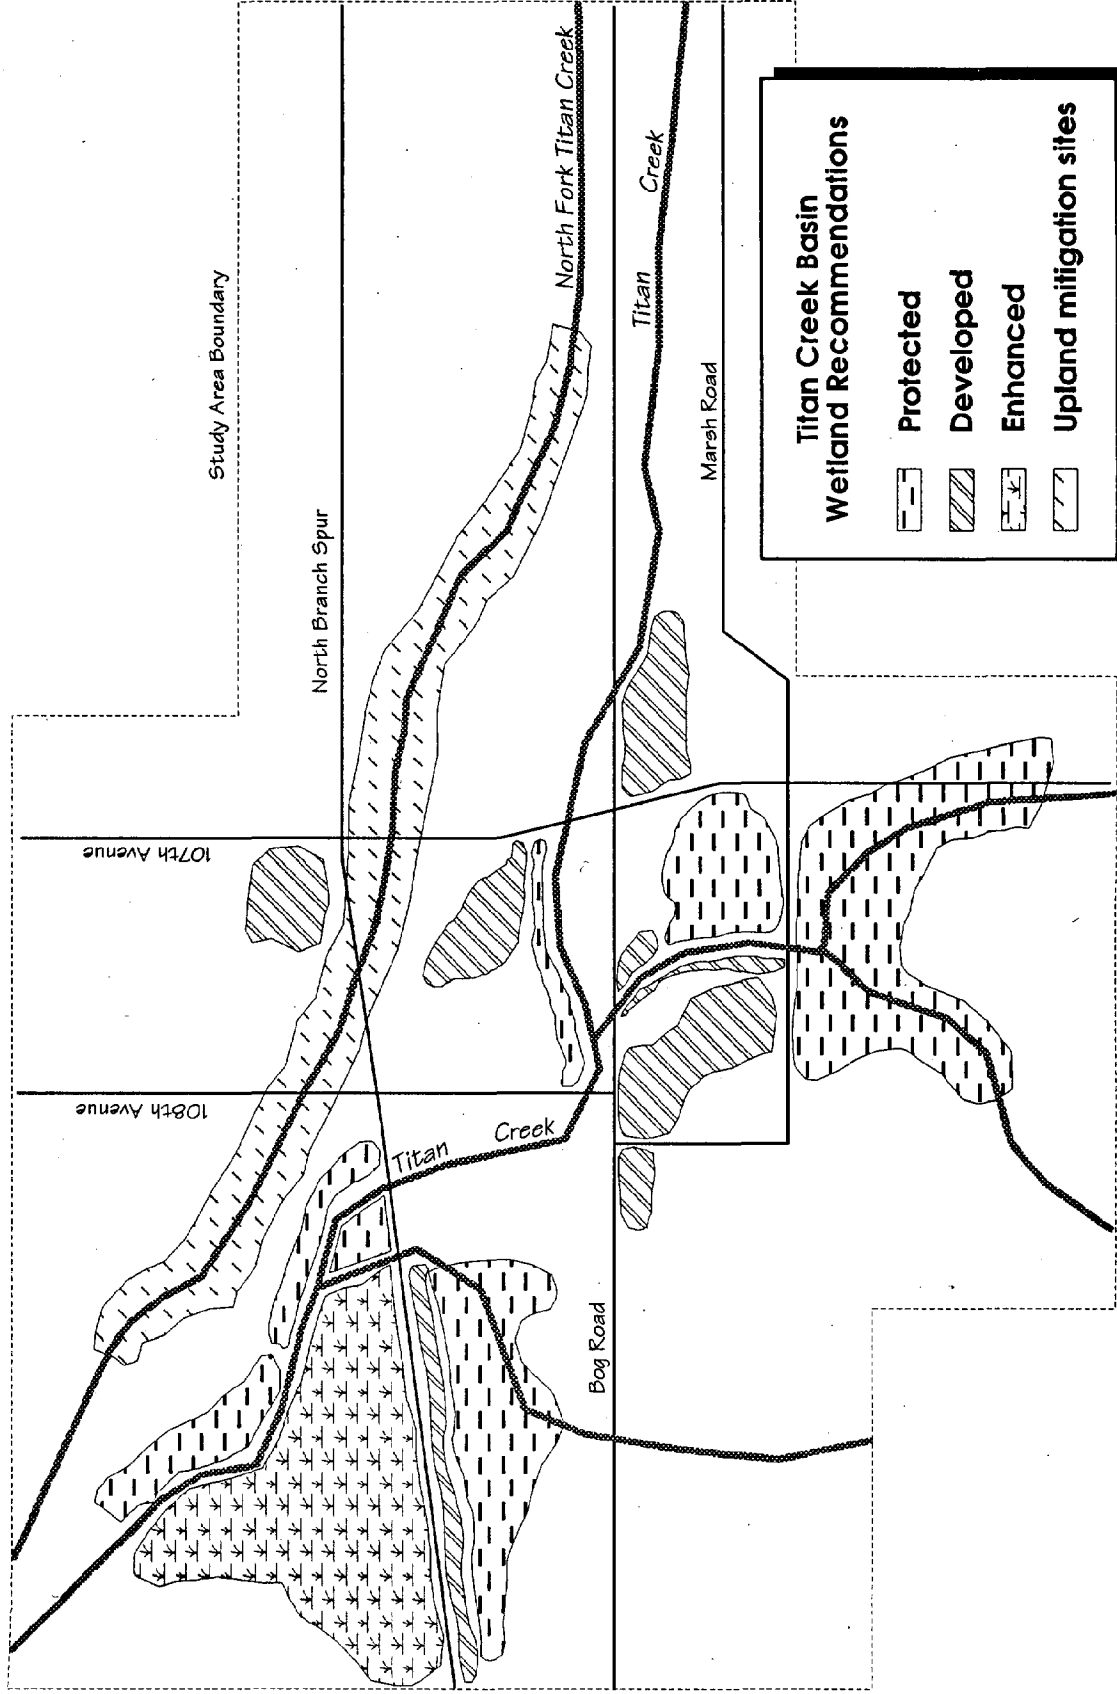 Study Area Boundary
North Branch Spur
North Fork Titan Creek
Titan Creek
Marsh Road
107th Avenue
108th Avenue
Titan Creek
Bog Road
Titan Creek Basin
Wetland Recommendations
Protected
Developed
Enhanced
Upland mitigation sites